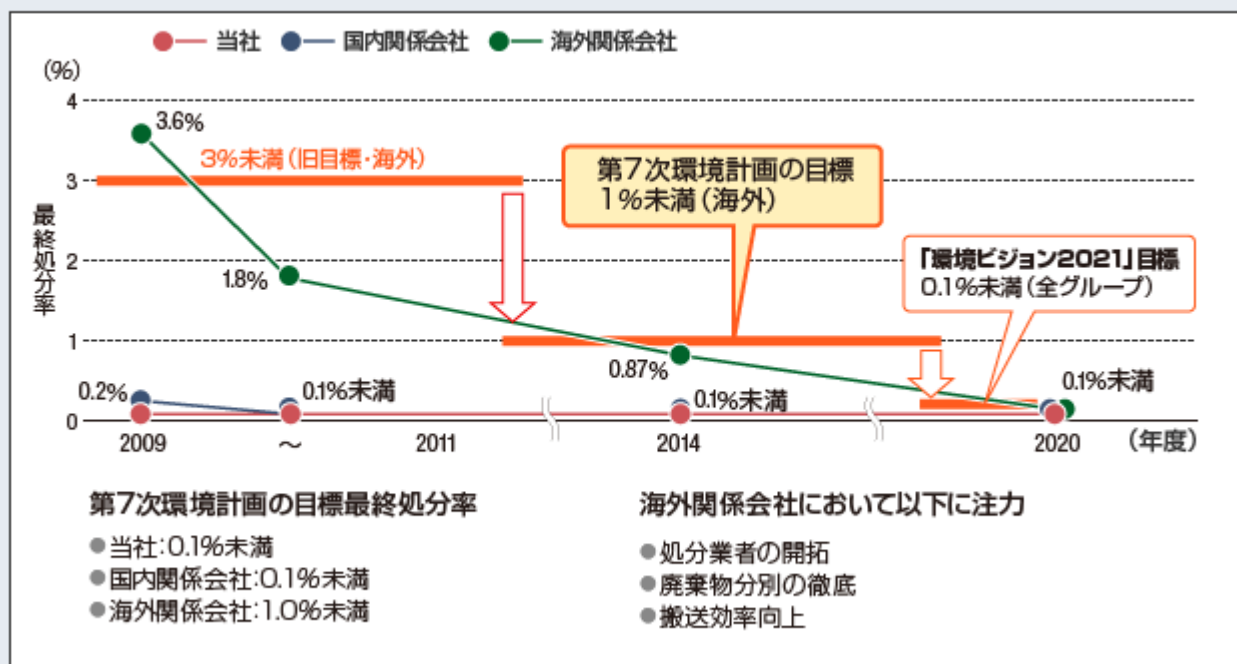 当社 国内関係会社 海外関係会社
(%)
4
3.6%
3%未満(旧目標・海外)
第7次環境計画の目標
1%未満(海外)
3
最終処分率
2
1.8%
「環境ビジョン2021」目標
0.1%未満(全グループ)
1
0.87%
0.2%
0.1%未満
0.1%未満
0.1%未満
0
2009 〜 2011 2014 2020 (年度)
第7次環境計画の目標最終処分率
●当社:0.1%未満
●国内関係会社:0.1%未満
●海外関係会社:1.0%未満
海外関係会社において以下に注力
●処分業者の開拓
●廃棄物分別の徹底
●搬送効率向上